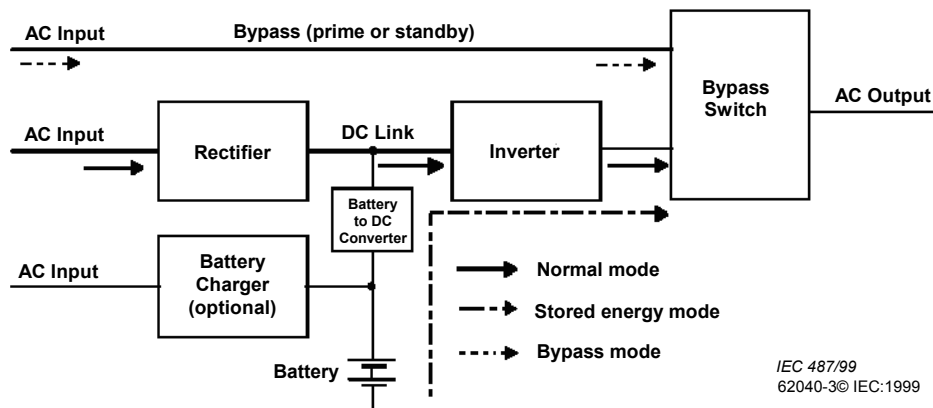 AC Input
Bypass (prime or standby)
Bypass
Switch
AC Output
AC Input
Rectifier
DC Link
Inverter
Battery
to DC
Converter
AC Input
Battery
Charger
(optional)
Normal mode
Stored energy mode
Bypass mode
Battery
IEC 487/99
62040-3© IEC:1999